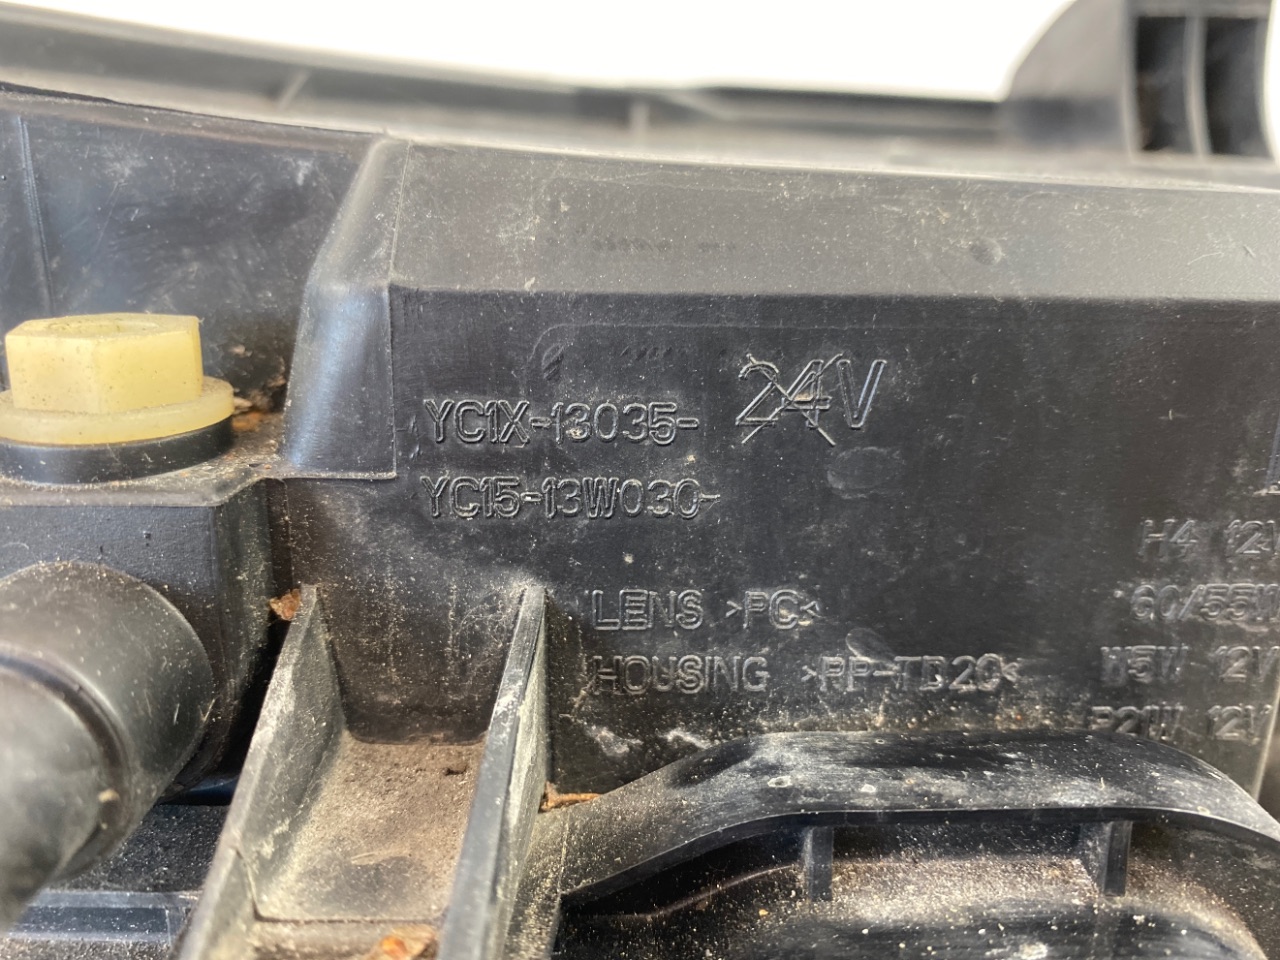 24V
YC1X-13035-
YC15-13W030-
H4 12V
60/55W
LENS >PC<
HOUSING >PP-TD20<
W5W 12V
P21W 12V